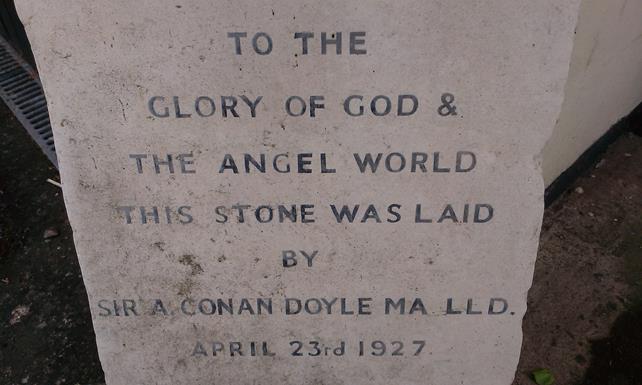 TO THE
GLORY OF GOD &
THE ANGEL WORLD
THIS STONE WAS LAID
BY
SIR A. CONAN DOYLE MA LL.D.
APRIL 23rd 1927